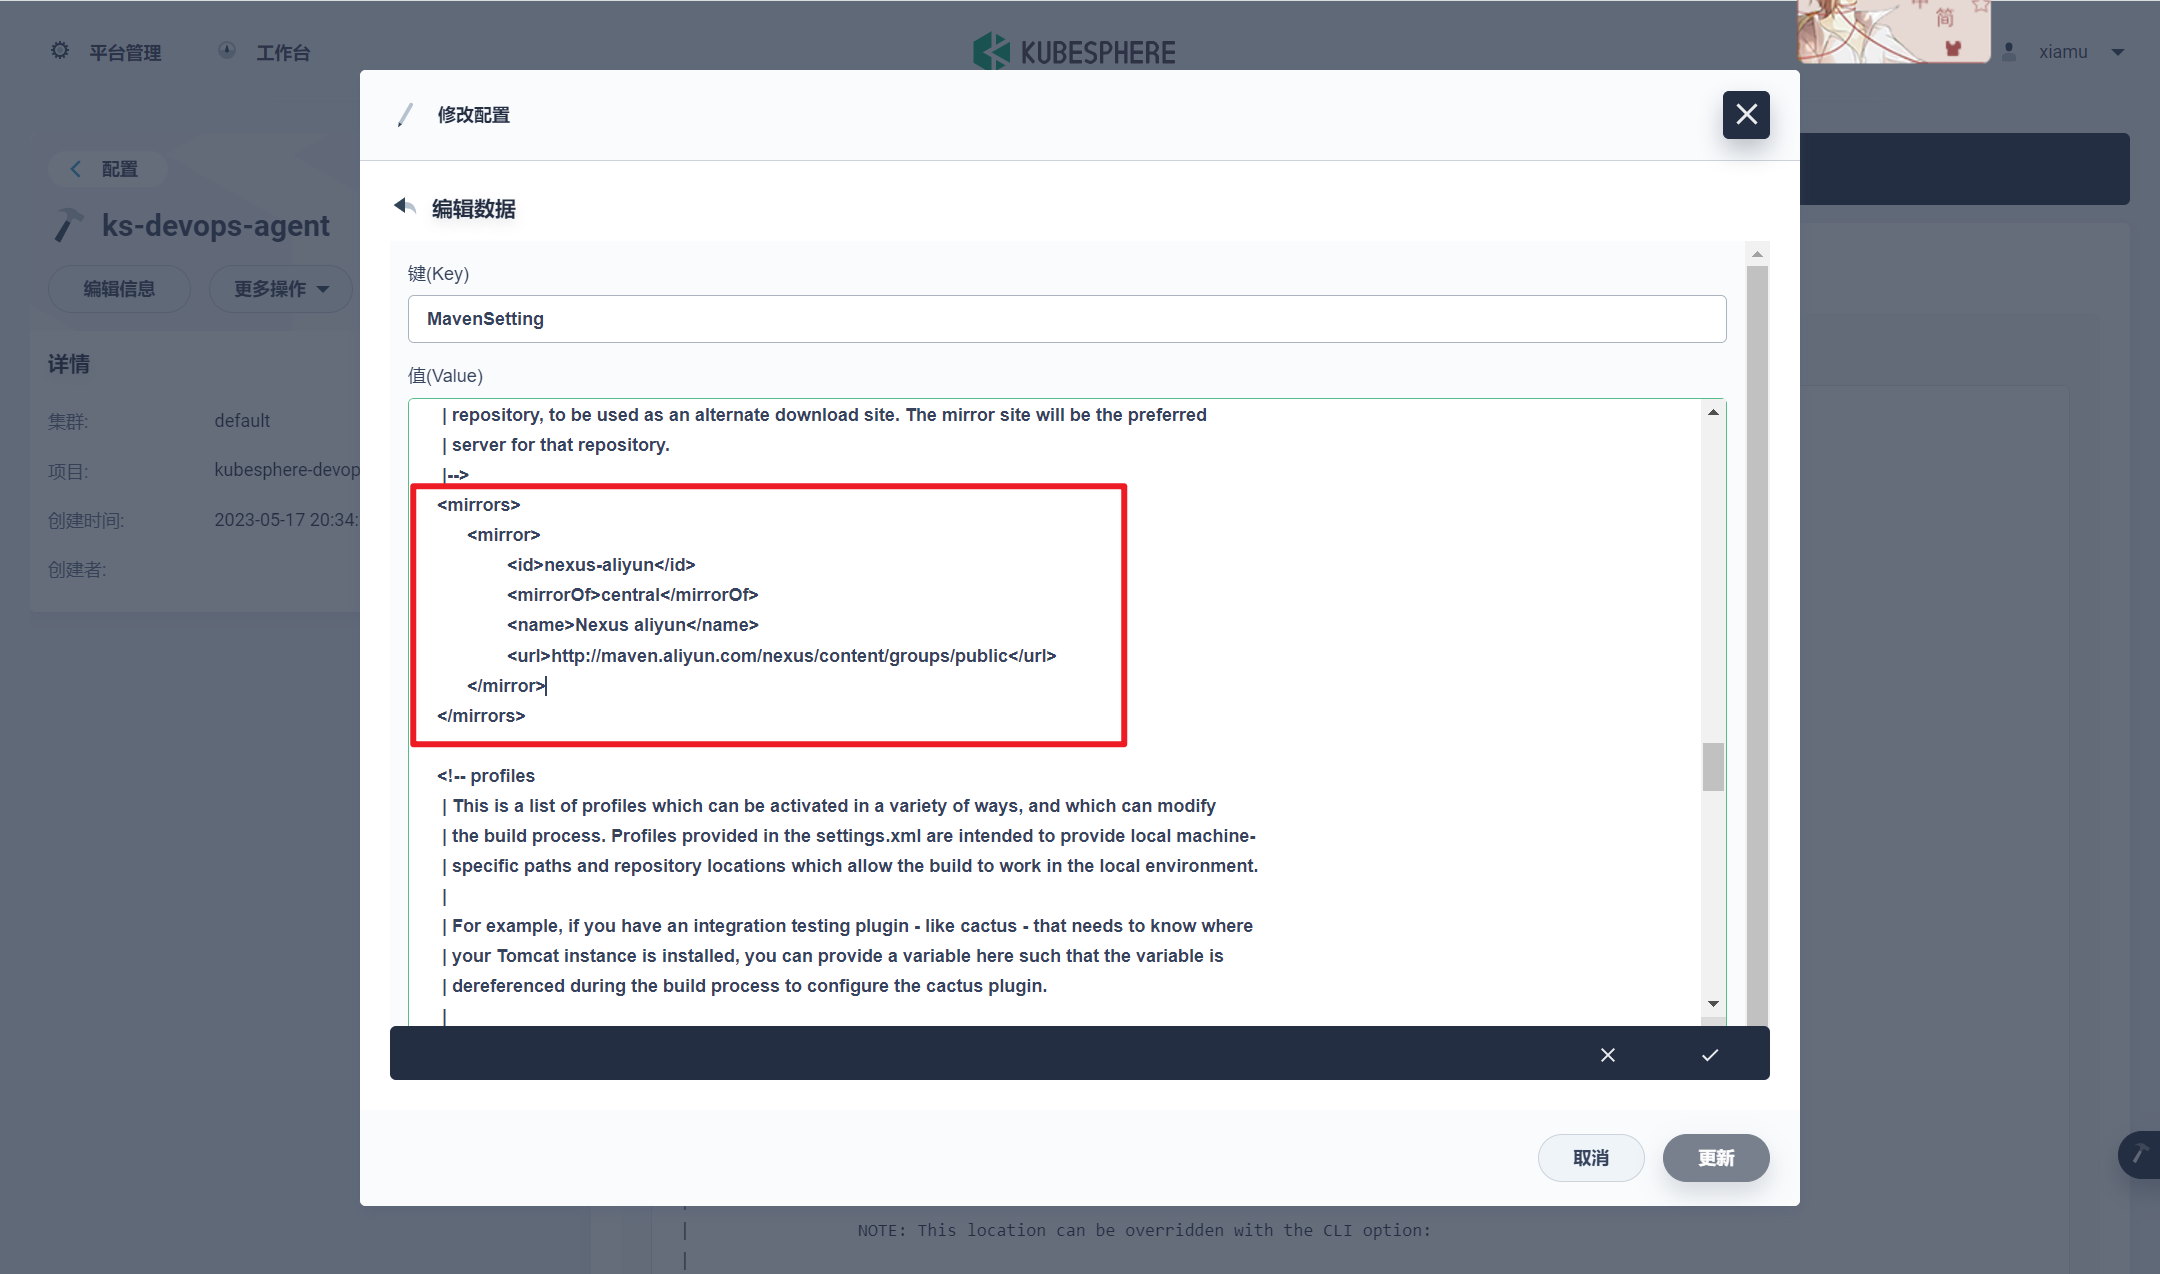 平台管理
工作台
KUBESPHERE
简
xiamu
修改配置
配置
ks-devops-agent
编辑信息
更多操作
详情
集群:
default
项目:
kubesphere-devop
创建时间:
2023-05-17 20:34:
创建者:
编辑数据
键(Key)
MavenSetting
值(Value)
| repository, to be used as an alternate download site. The mirror site will be the preferred
| server for that repository.
|-->
<mirrors>
<mirror>
<id>nexus-aliyun</id>
<mirrorOf>central</mirrorOf>
<name>Nexus aliyun</name>
<url>http://maven.aliyun.com/nexus/content/groups/public</url>
</mirror>
</mirrors>
<!-- profiles
| This is a list of profiles which can be activated in a variety of ways, and which can modify
| the build process. Profiles provided in the settings.xml are intended to provide local machine-
| specific paths and repository locations which allow the build to work in the local environment.
|
| For example, if you have an integration testing plugin - like cactus - that needs to know where
| your Tomcat instance is installed, you can provide a variable here such that the variable is
| dereferenced during the build process to configure the cactus plugin.
|
取消
更新
|
| NOTE: This location can be overridden with the CLI option:
|